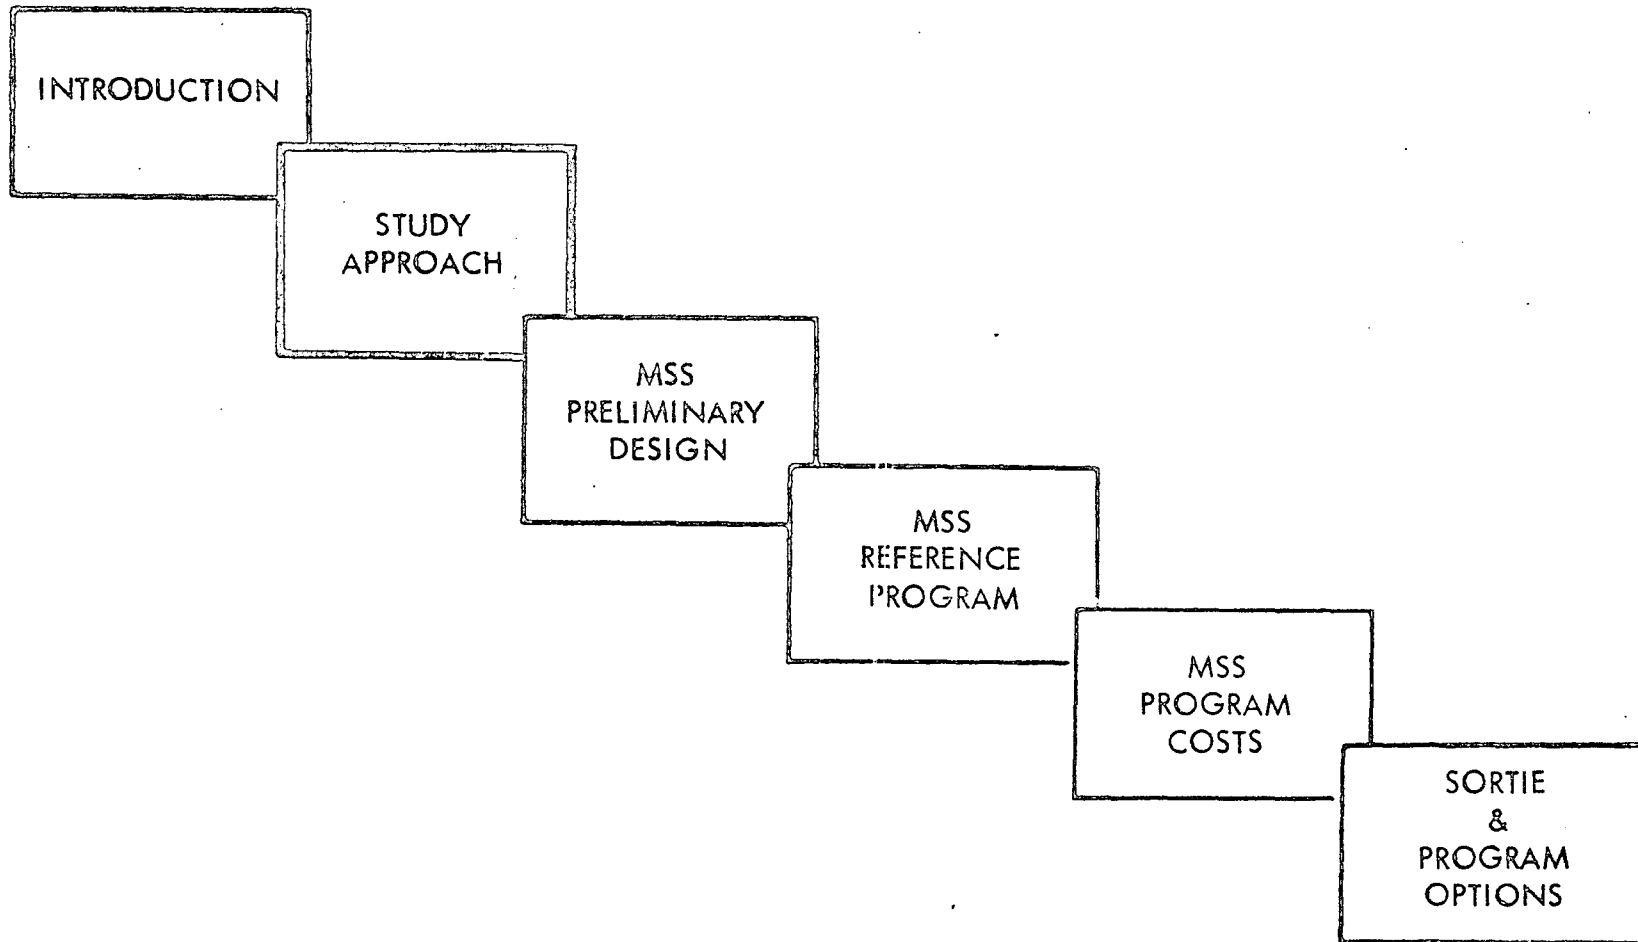 INTRODUCTION
STUDY
APPROACH
MSS
PRELIMINARY
DESIGN
MSS
REFERENCE
PROGRAM
MSS
PROGRAM
COSTS
SORTIE
&
PROGRAM
OPTIONS